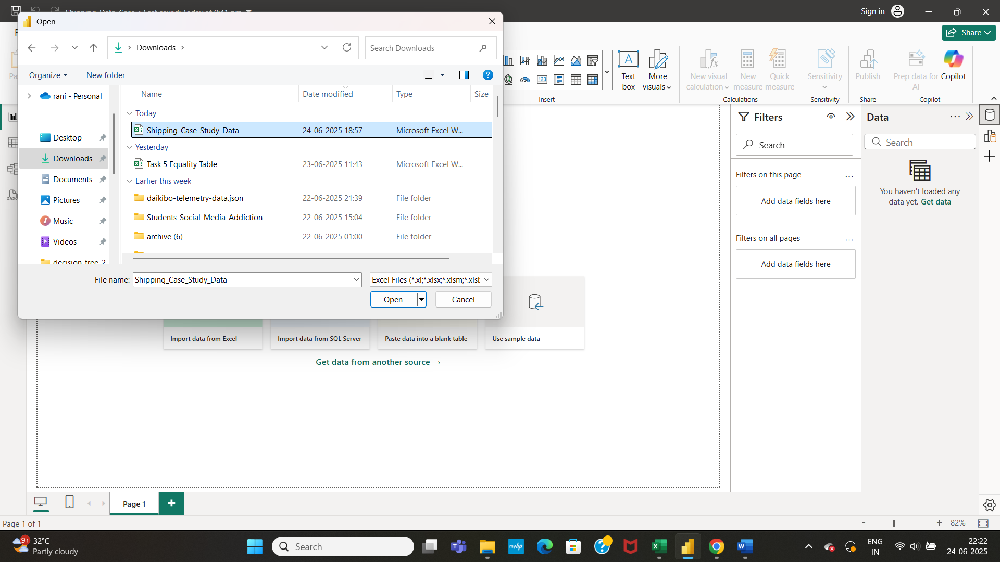 Open
Sign in
Share
Downloads
Search Downloads
Organize
New folder
rani - Personal
Desktop
Downloads
Documents
Pictures
Music
Videos
decision-tree-2
Name
Date modified
Type
Size
Today
Shipping_Case_Study_Data
24-06-2025 18:57
Microsoft Excel W...
Yesterday
Task 5 Equality Table
23-06-2025 11:43
Microsoft Excel W...
Earlier this week
daikibo-telemetry-data.json
22-06-2025 21:39
File folder
Students-Social-Media-Addiction
22-06-2025 15:04
File folder
archive (6)
22-06-2025 01:00
File folder
File name:
Shipping_Case_Study_Data
Excel Files (*.xl;*.xlsx;*.xlsm;*.xlsb
Open
Cancel
Text
box
More
visuals
Insert
New visual
calculation
New
measure
Quick
measure
Calculations
Sensitivity
Sensitivity
Publish
Share
Prep data for
AI
Copilot
Copilot
Filters
Search
Filters on this page
...
Add data fields here
Filters on all pages
...
Add data fields here
Data
...
Search
You haven't loaded any
data yet. Get data
Import data from Excel
Import data from SQL Server
Paste data into a blank table
Use sample data
Get data from another source →
Page 1
Page 1 of 1
- + 82%
9+
32°C
Partly cloudy
Search
ENG
IN
22:22
24-06-2025